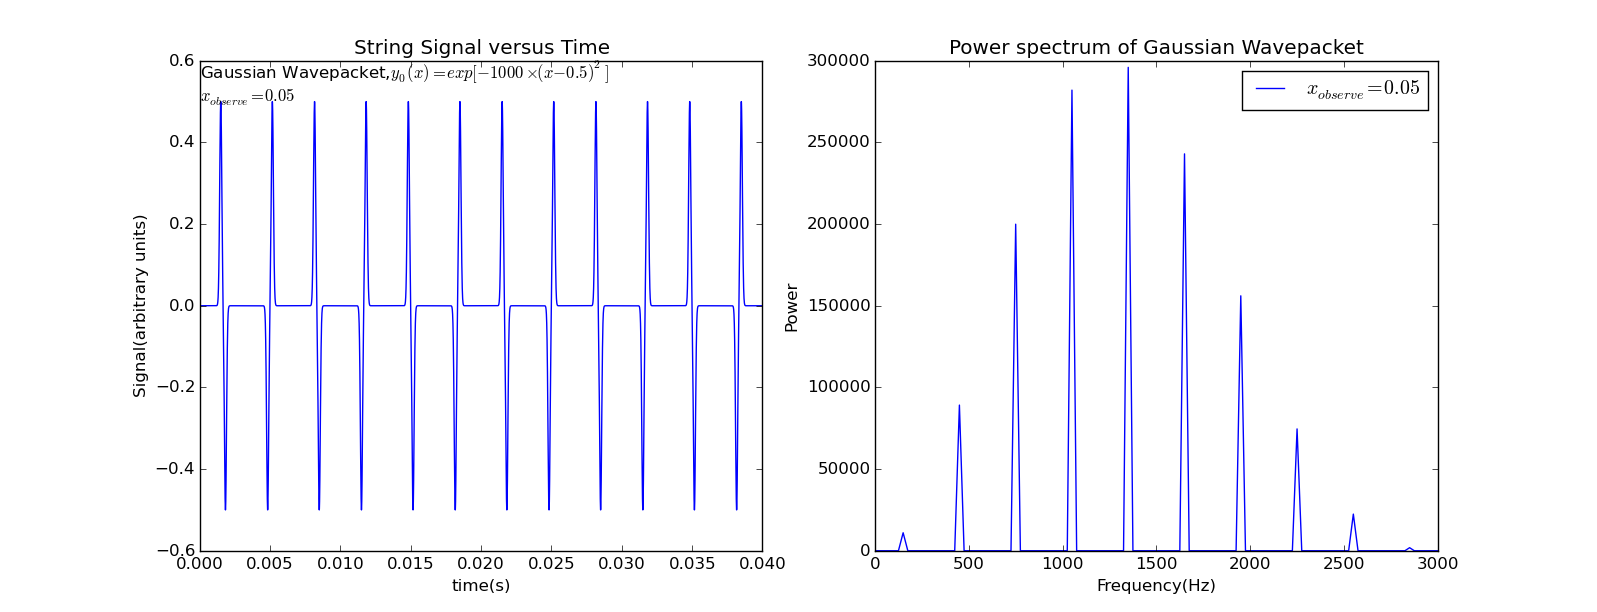 String Signal versus Time
Gaussian Wavepacket, y₀(x)=exp[−1000×(x−0.5)² ]
x_observe=0.05
0.6
0.4
0.2
0.0
−0.2
−0.4
−0.6
Signal(arbitrary units)
0.000 0.005 0.010 0.015 0.020 0.025 0.030 0.035 0.040
time(s)
Power spectrum of Gaussian Wavepacket
x_observe=0.05
300000
250000
200000
150000
100000
50000
0
Power
0 500 1000 1500 2000 2500 3000
Frequency(Hz)